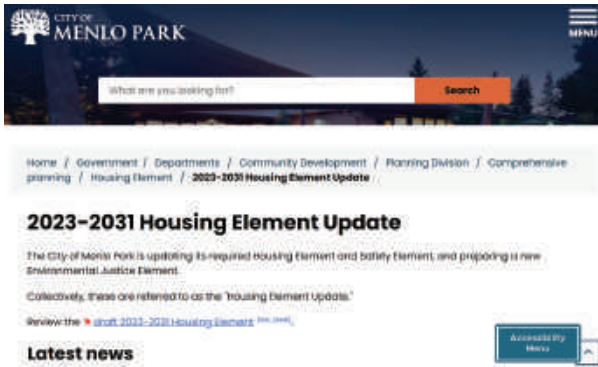 CITY OF
MENLO PARK
MENU
What are you looking for?
Search
Home / Government / Departments / Community Development / Planning Division / Comprehensive
planning / Housing Element / 2023-2031 Housing Element Update
2023-2031 Housing Element Update
The City of Menlo Park is updating its required Housing Element and Safety Element, and preparing a new
Environmental Justice Element.
Collectively, these are referred to as the "Housing Element Update."
Review the draft 2023-2031 Housing Element
Accessibility
Menu
Latest news